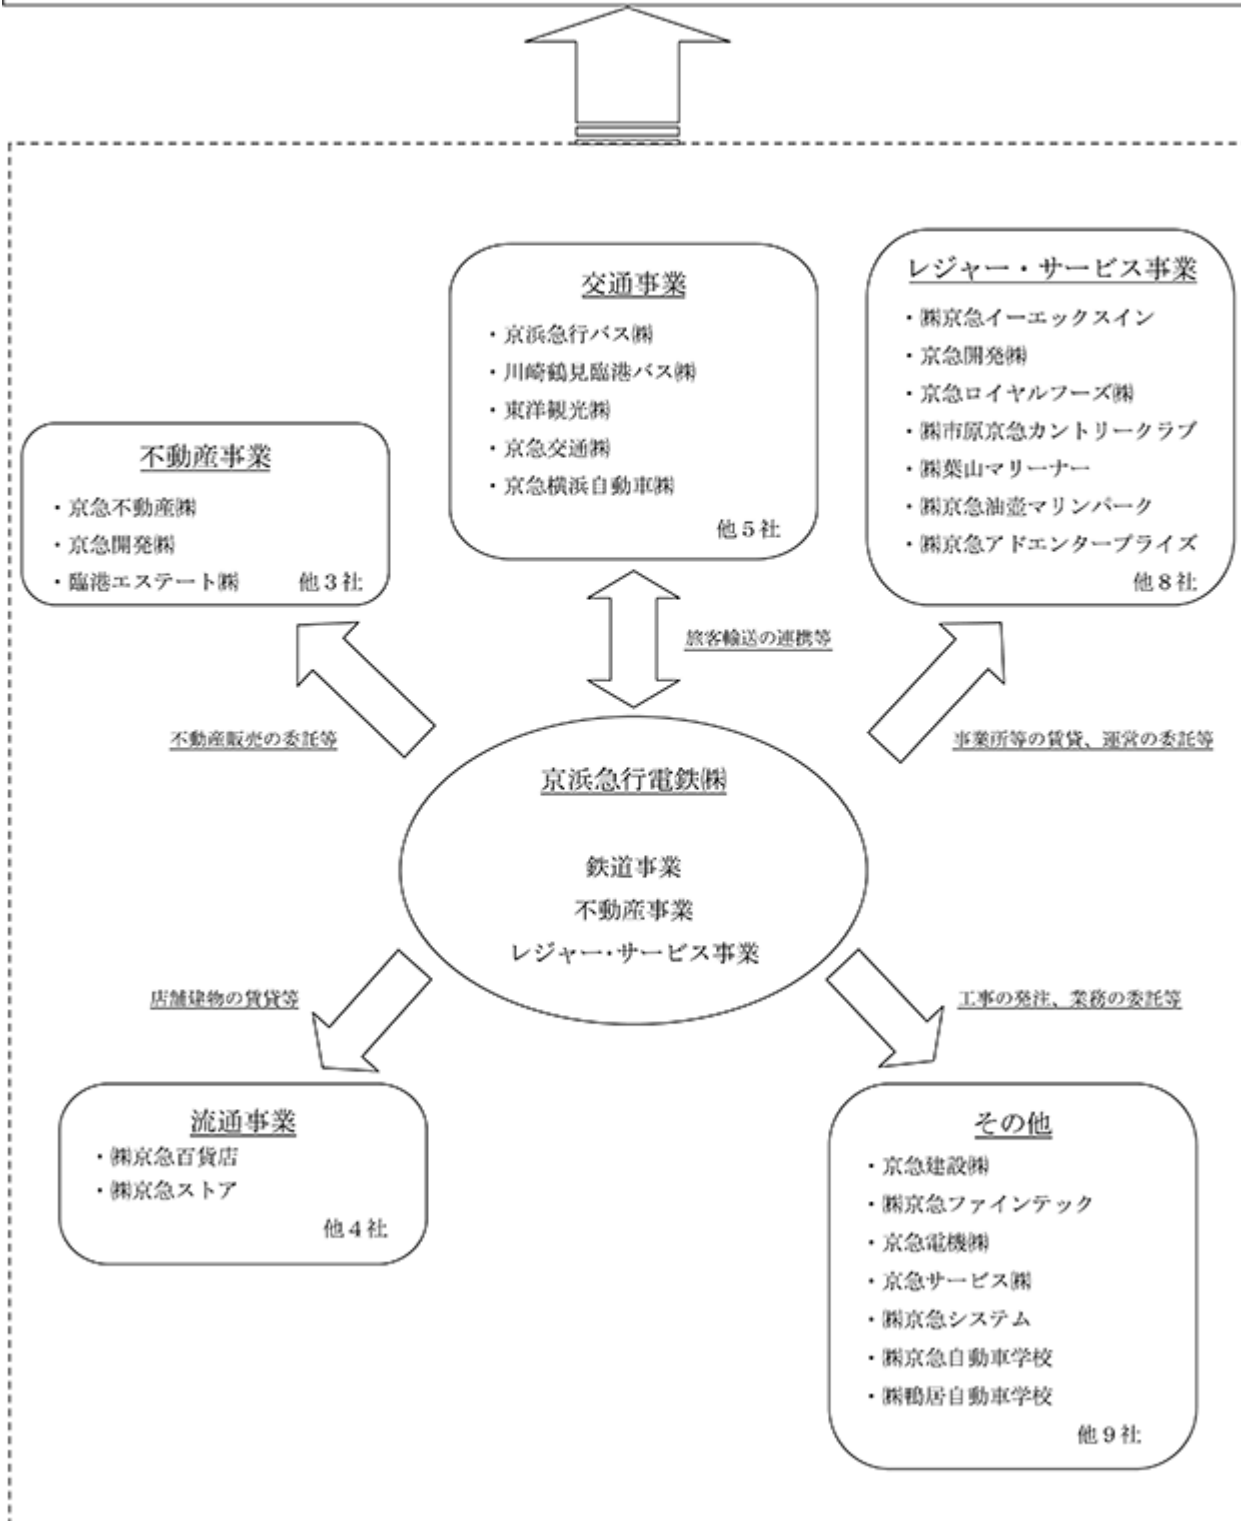 交通事業
・京浜急行バス㈱
・川崎鶴見臨港バス㈱
・東洋観光㈱
・京急交通㈱
・京急横浜自動車㈱
他5社
レジャー・サービス事業
・㈱京急イーエックスイン
・京急開発㈱
・京急ロイヤルフーズ㈱
・㈱市原京急カントリークラブ
・㈱葉山マリーナー
・㈱京急油壺マリンパーク
・㈱京急アドエンタープライズ
他8社
不動産事業
・京急不動産㈱
・京急開発㈱
・臨港エステート㈱ 他3社
旅客輸送の連携等
不動産販売の委託等
事業所等の賃貸、運営の委託等
京浜急行電鉄㈱
鉄道事業
不動産事業
レジャー・サービス事業
店舗建物の賃貸等
工事の発注、業務の委託等
流通事業
・㈱京急百貨店
・㈱京急ストア
他4社
その他
・京急建設㈱
・㈱京急ファインテック
・京急電機㈱
・京急サービス㈱
・㈱京急システム
・㈱京急自動車学校
・㈱鴨居自動車学校
他9社